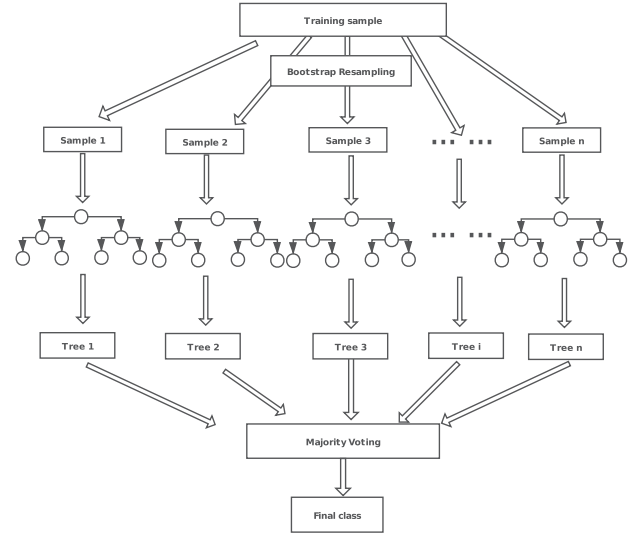 Training sample
Bootstrap Resampling
Sample 1
Sample 2
Sample 3
Sample n
Tree 1
Tree 2
Tree 3
Tree i
Tree n
Majority Voting
Final class